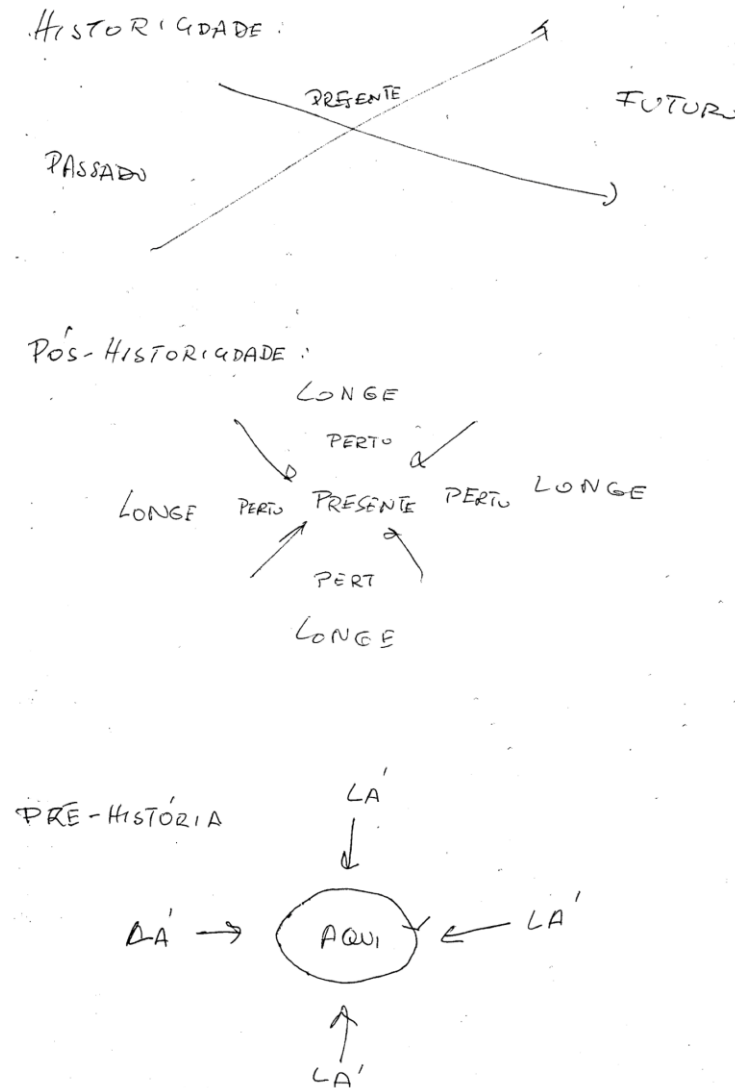 HISTORICIDADE:
PRESENTE
FUTURO
PASSADO
PÓS-HISTORICIDADE:
LONGE
PERTO
LONGE PERTO PRESENTE PERTO LONGE
PERT
LONGE
PRÉ-HISTÓRIA
LÁ
LÁ AQUI LÁ
LÁ